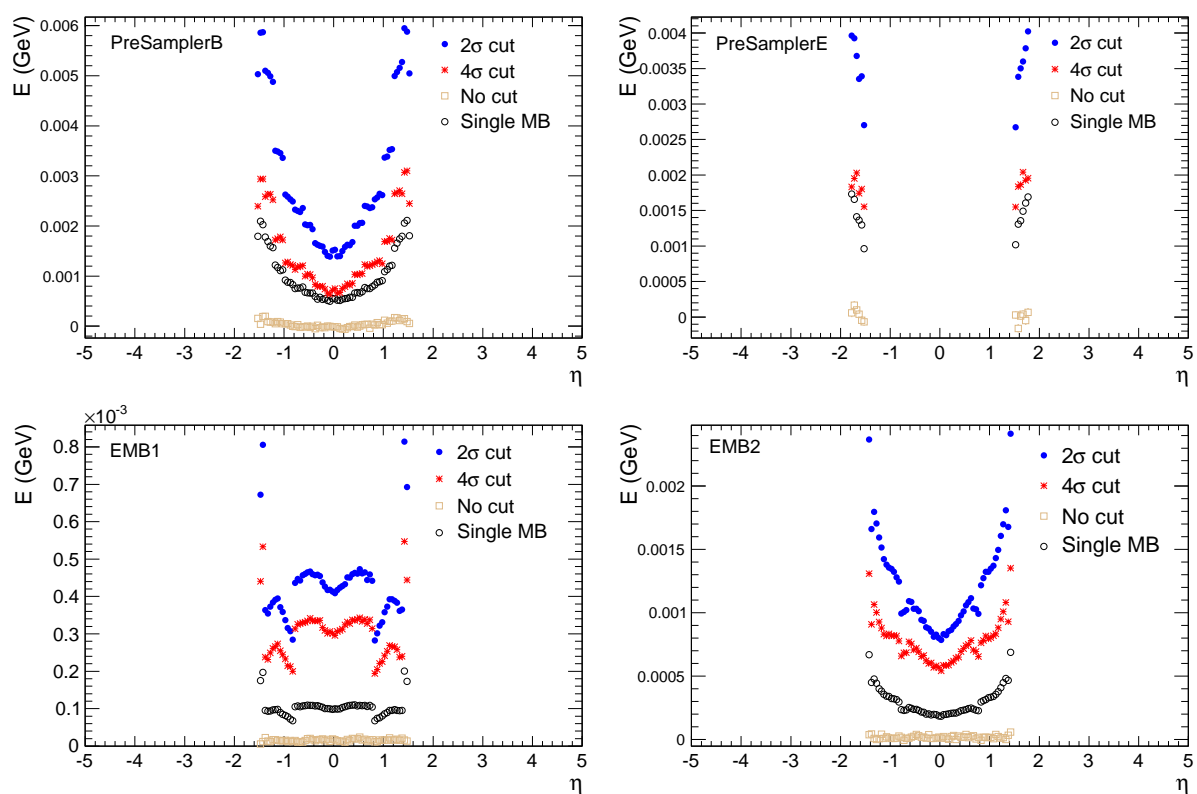 E (GeV)
0.006
0.005
0.004
0.003
0.002
0.001
0
PreSamplerB
2σ cut
4σ cut
No cut
Single MB
-5 -4 -3 -2 -1 0 1 2 3 4 5
η
E (GeV)
0.004
0.0035
0.003
0.0025
0.002
0.0015
0.001
0.0005
0
PreSamplerE
2σ cut
4σ cut
No cut
Single MB
-5 -4 -3 -2 -1 0 1 2 3 4 5
η
×10⁻³
E (GeV)
0.8
0.7
0.6
0.5
0.4
0.3
0.2
0.1
0
EMB1
2σ cut
4σ cut
No cut
Single MB
-5 -4 -3 -2 -1 0 1 2 3 4 5
η
E (GeV)
0.002
0.0015
0.001
0.0005
0
EMB2
2σ cut
4σ cut
No cut
Single MB
-5 -4 -3 -2 -1 0 1 2 3 4 5
η